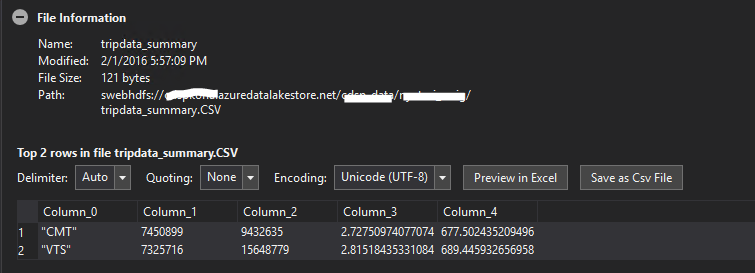 File Information
Name: tripdata_summary
Modified: 2/1/2016 5:57:09 PM
File Size: 121 bytes
Path: swebhdfs:// azuredatalakestore.net/
tripdata_summary.CSV
Top 2 rows in file tripdata_summary.CSV
Delimiter: Auto Quoting: None Encoding: Unicode (UTF-8) Preview in Excel Save as Csv File
Column_0 Column_1 Column_2 Column_3 Column_4
1 "CMT" 7450899 9432635 2.72750974077074 677.502435209496
2 "VTS" 7325716 15648779 2.81518435331084 689.445932656958